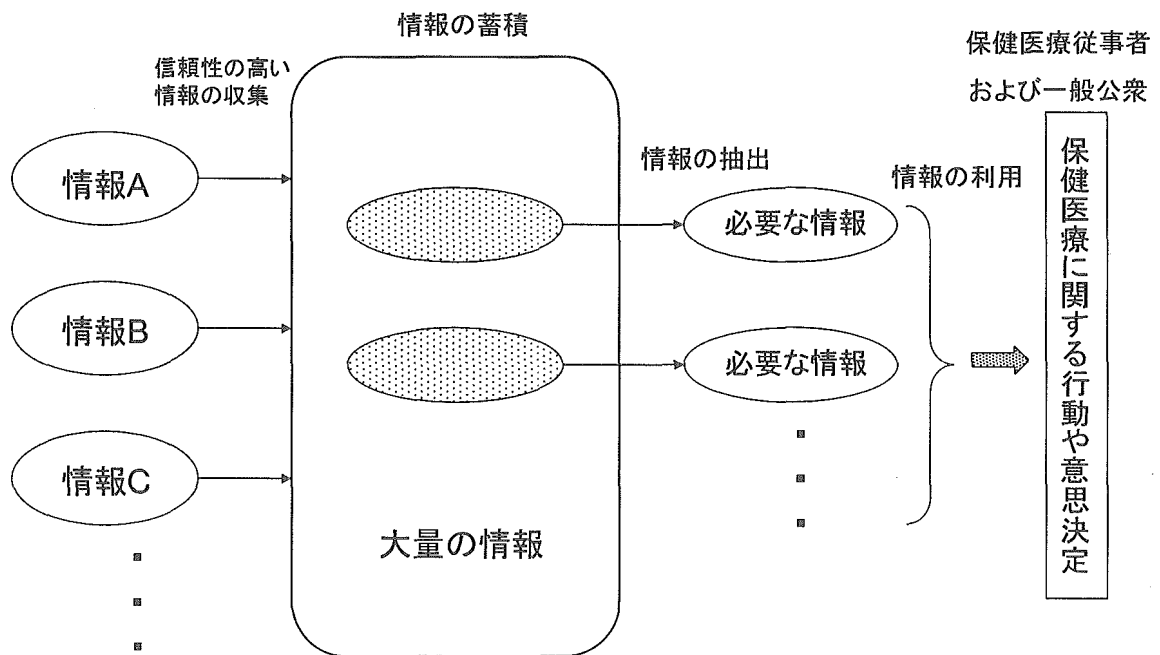 情報の蓄積
保健医療従事者
および一般公衆
信頼性の高い
情報の収集
情報A
情報B
情報C
大量の情報
情報の抽出
必要な情報
必要な情報
情報の利用
保健医療に関する行動や意思決定